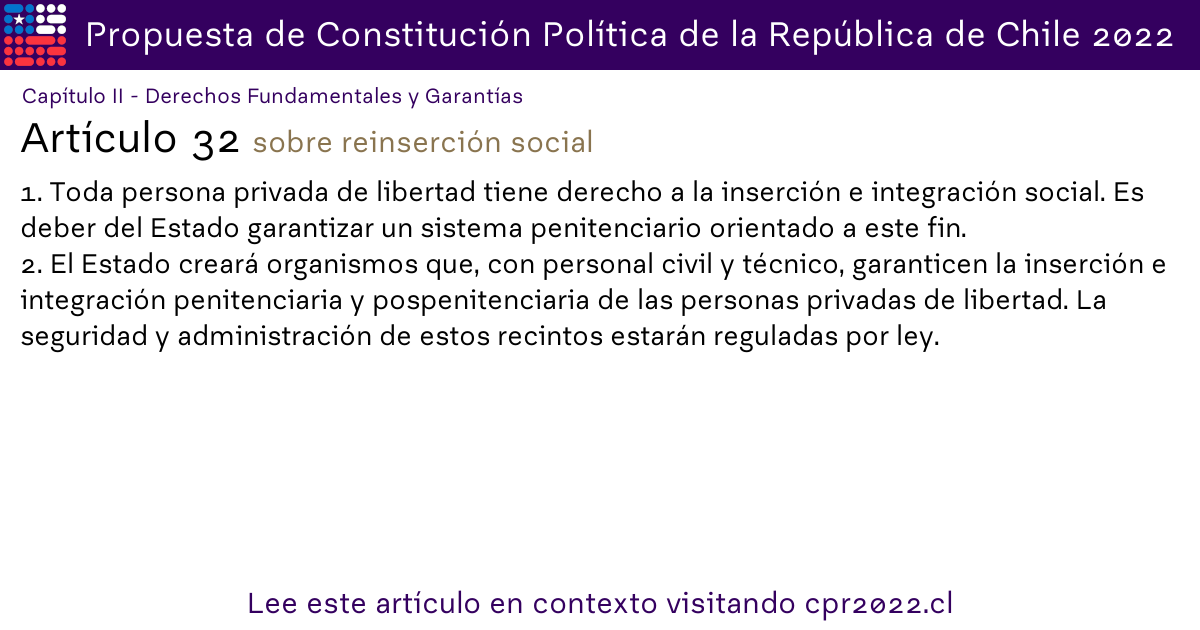 Propuesta de Constitución Política de la República de Chile 2022
Capítulo II - Derechos Fundamentales y Garantías
Artículo 32 sobre reinserción social
1. Toda persona privada de libertad tiene derecho a la inserción e integración social. Es
deber del Estado garantizar un sistema penitenciario orientado a este fin.
2. El Estado creará organismos que, con personal civil y técnico, garanticen la inserción e
integración penitenciaria y pospenitenciaria de las personas privadas de libertad. La
seguridad y administración de estos recintos estarán reguladas por ley.
Lee este artículo en contexto visitando cpr2022.cl